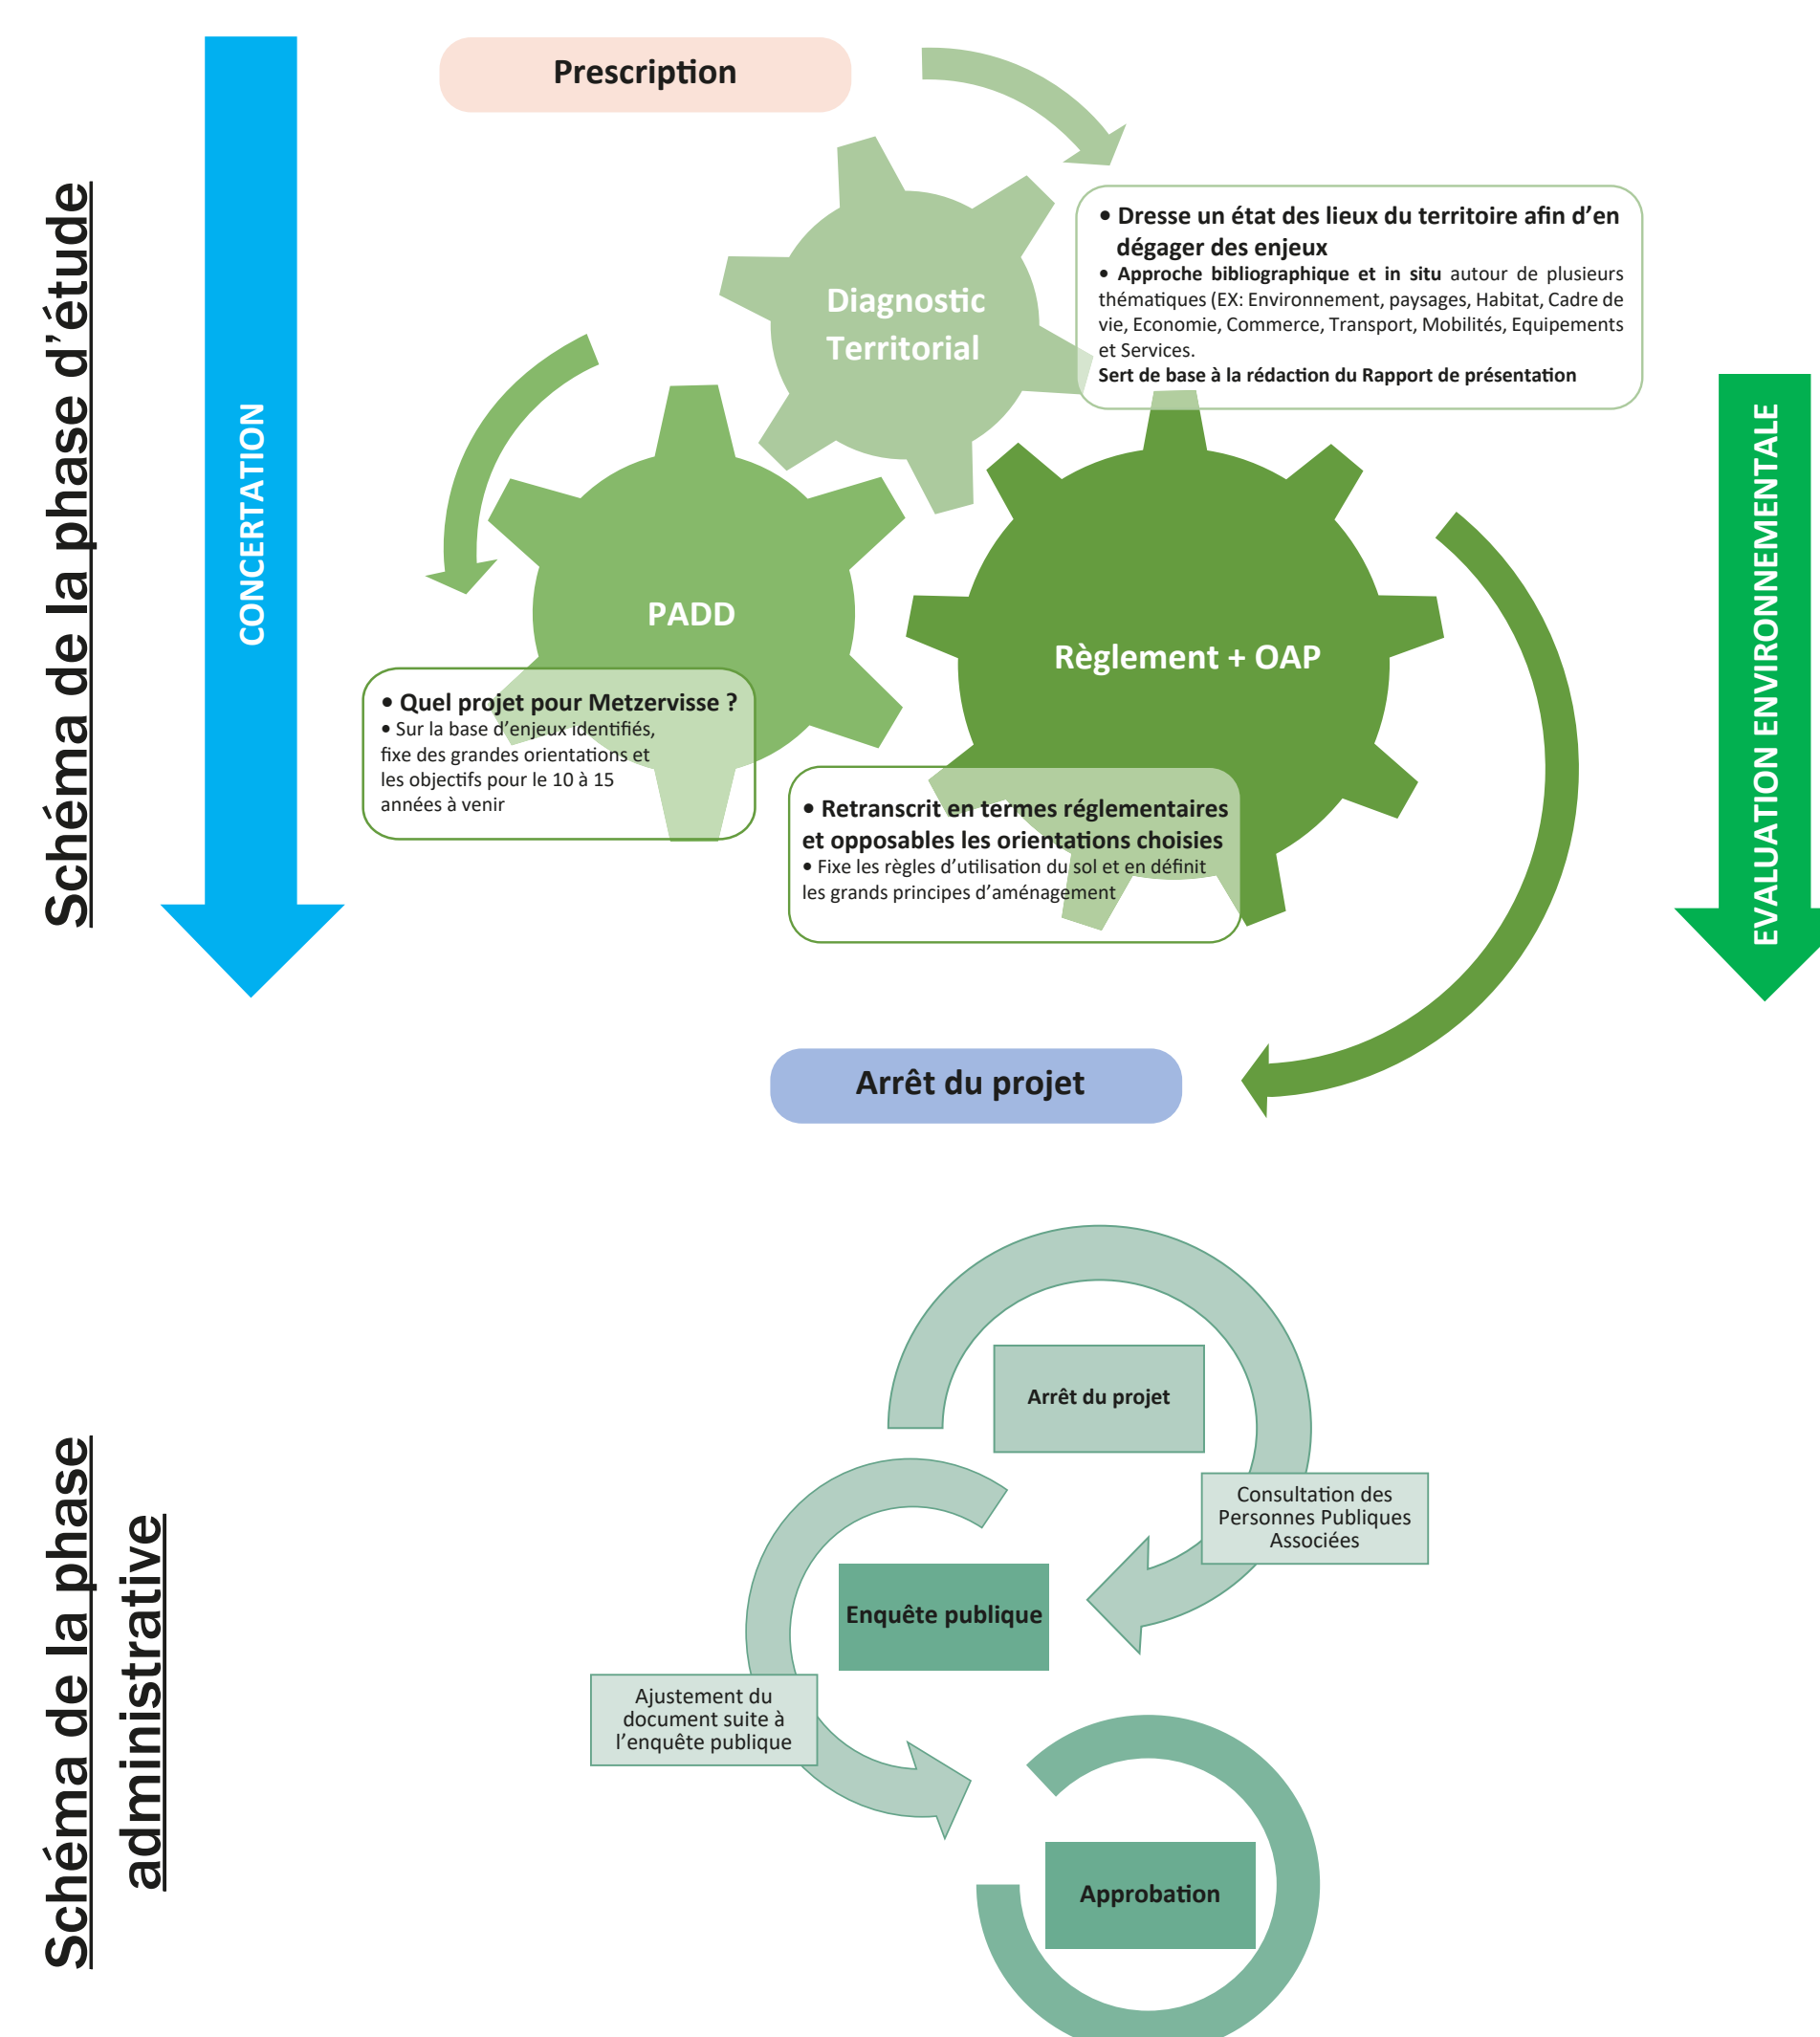 Schéma de la phase d’étude
CONCERTATION
Prescription
Diagnostic
Territorial
• Dresse un état des lieux du territoire afin d’en
dégager des enjeux
• Approche bibliographique et in situ autour de plusieurs
thématiques (EX: Environnement, paysages, Habitat, Cadre de
vie, Economie, Commerce, Transport, Mobilités, Equipements
et Services.
Sert de base à la rédaction du Rapport de présentation
EVALUATION ENVIRONNEMENTALE
PADD
• Quel projet pour Metzervisse ?
• Sur la base d’enjeux identifiés,
fixe des grandes orientations et
les objectifs pour le 10 à 15
années à venir
Règlement + OAP
• Retranscrit en termes réglementaires
et opposables les orientations choisies
• Fixe les règles d’utilisation du sol et en définit
les grands principes d’aménagement
Arrêt du projet
Schéma de la phase
administrative
Arrêt du projet
Consultation des
Personnes Publiques
Associées
Enquête publique
Ajustement du
document suite à
l’enquête publique
Approbation